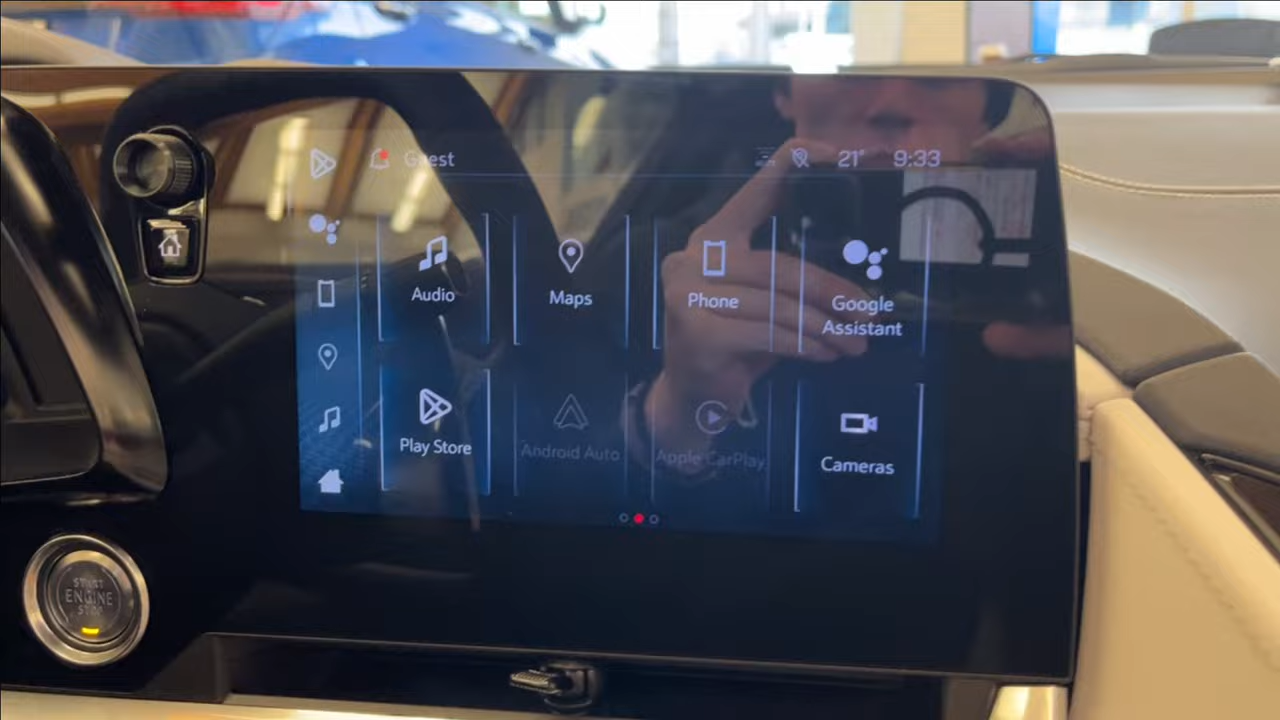 Guest
21° 9:33
Audio
Maps
Phone
Google
Assistant
Play Store
Android Auto
Apple CarPlay
Cameras
START
ENGINE
STOP